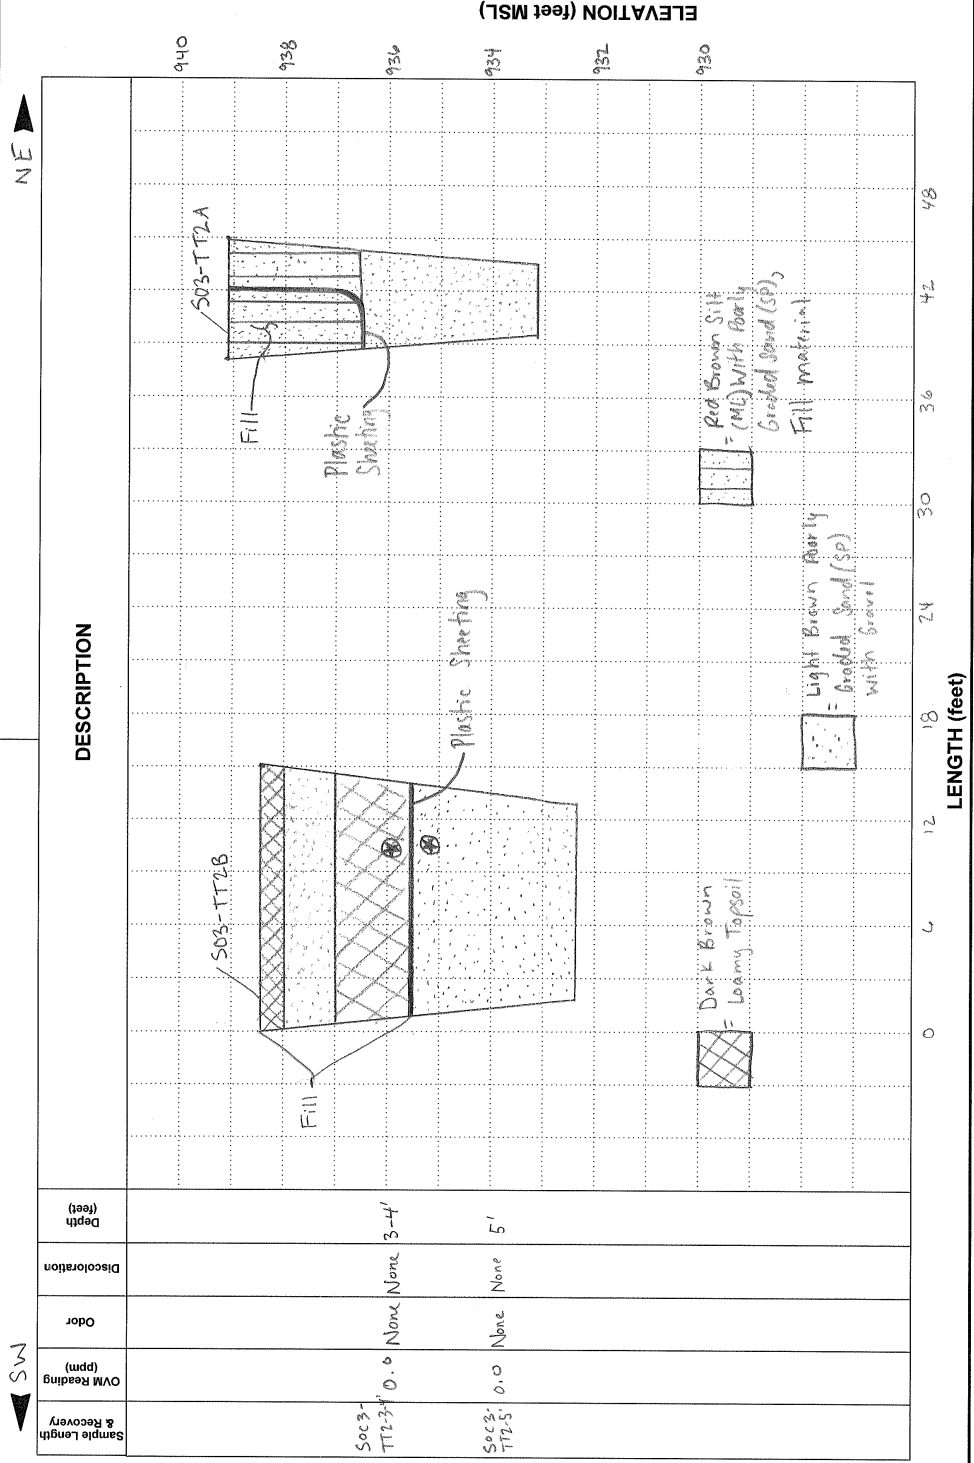 SW
NE
Sample Length
& Recovery
OVM Reading
(ppm)
Odor
Discoloration
Depth
(feet)
DESCRIPTION
ELEVATION (feet MSL)
940
938
936
934
932
930
S03-TT2B
S03-TT2A
Fill
Fill
Plastic
Sheeting
Plastic Sheeting
SOC3-
TT2-3-4'
0.0
None
None
3-4'
SOC3-
TT2-5'
0.0
None
None
5'
= Dark Brown
Loamy Topsoil
= Red Brown Silt
(ML) with Poorly
Graded Sand (SP),
Fill material
= Light Brown Poorly
Graded Sand (SP)
with Gravel
0
6
12
18
24
30
36
42
48
LENGTH (feet)